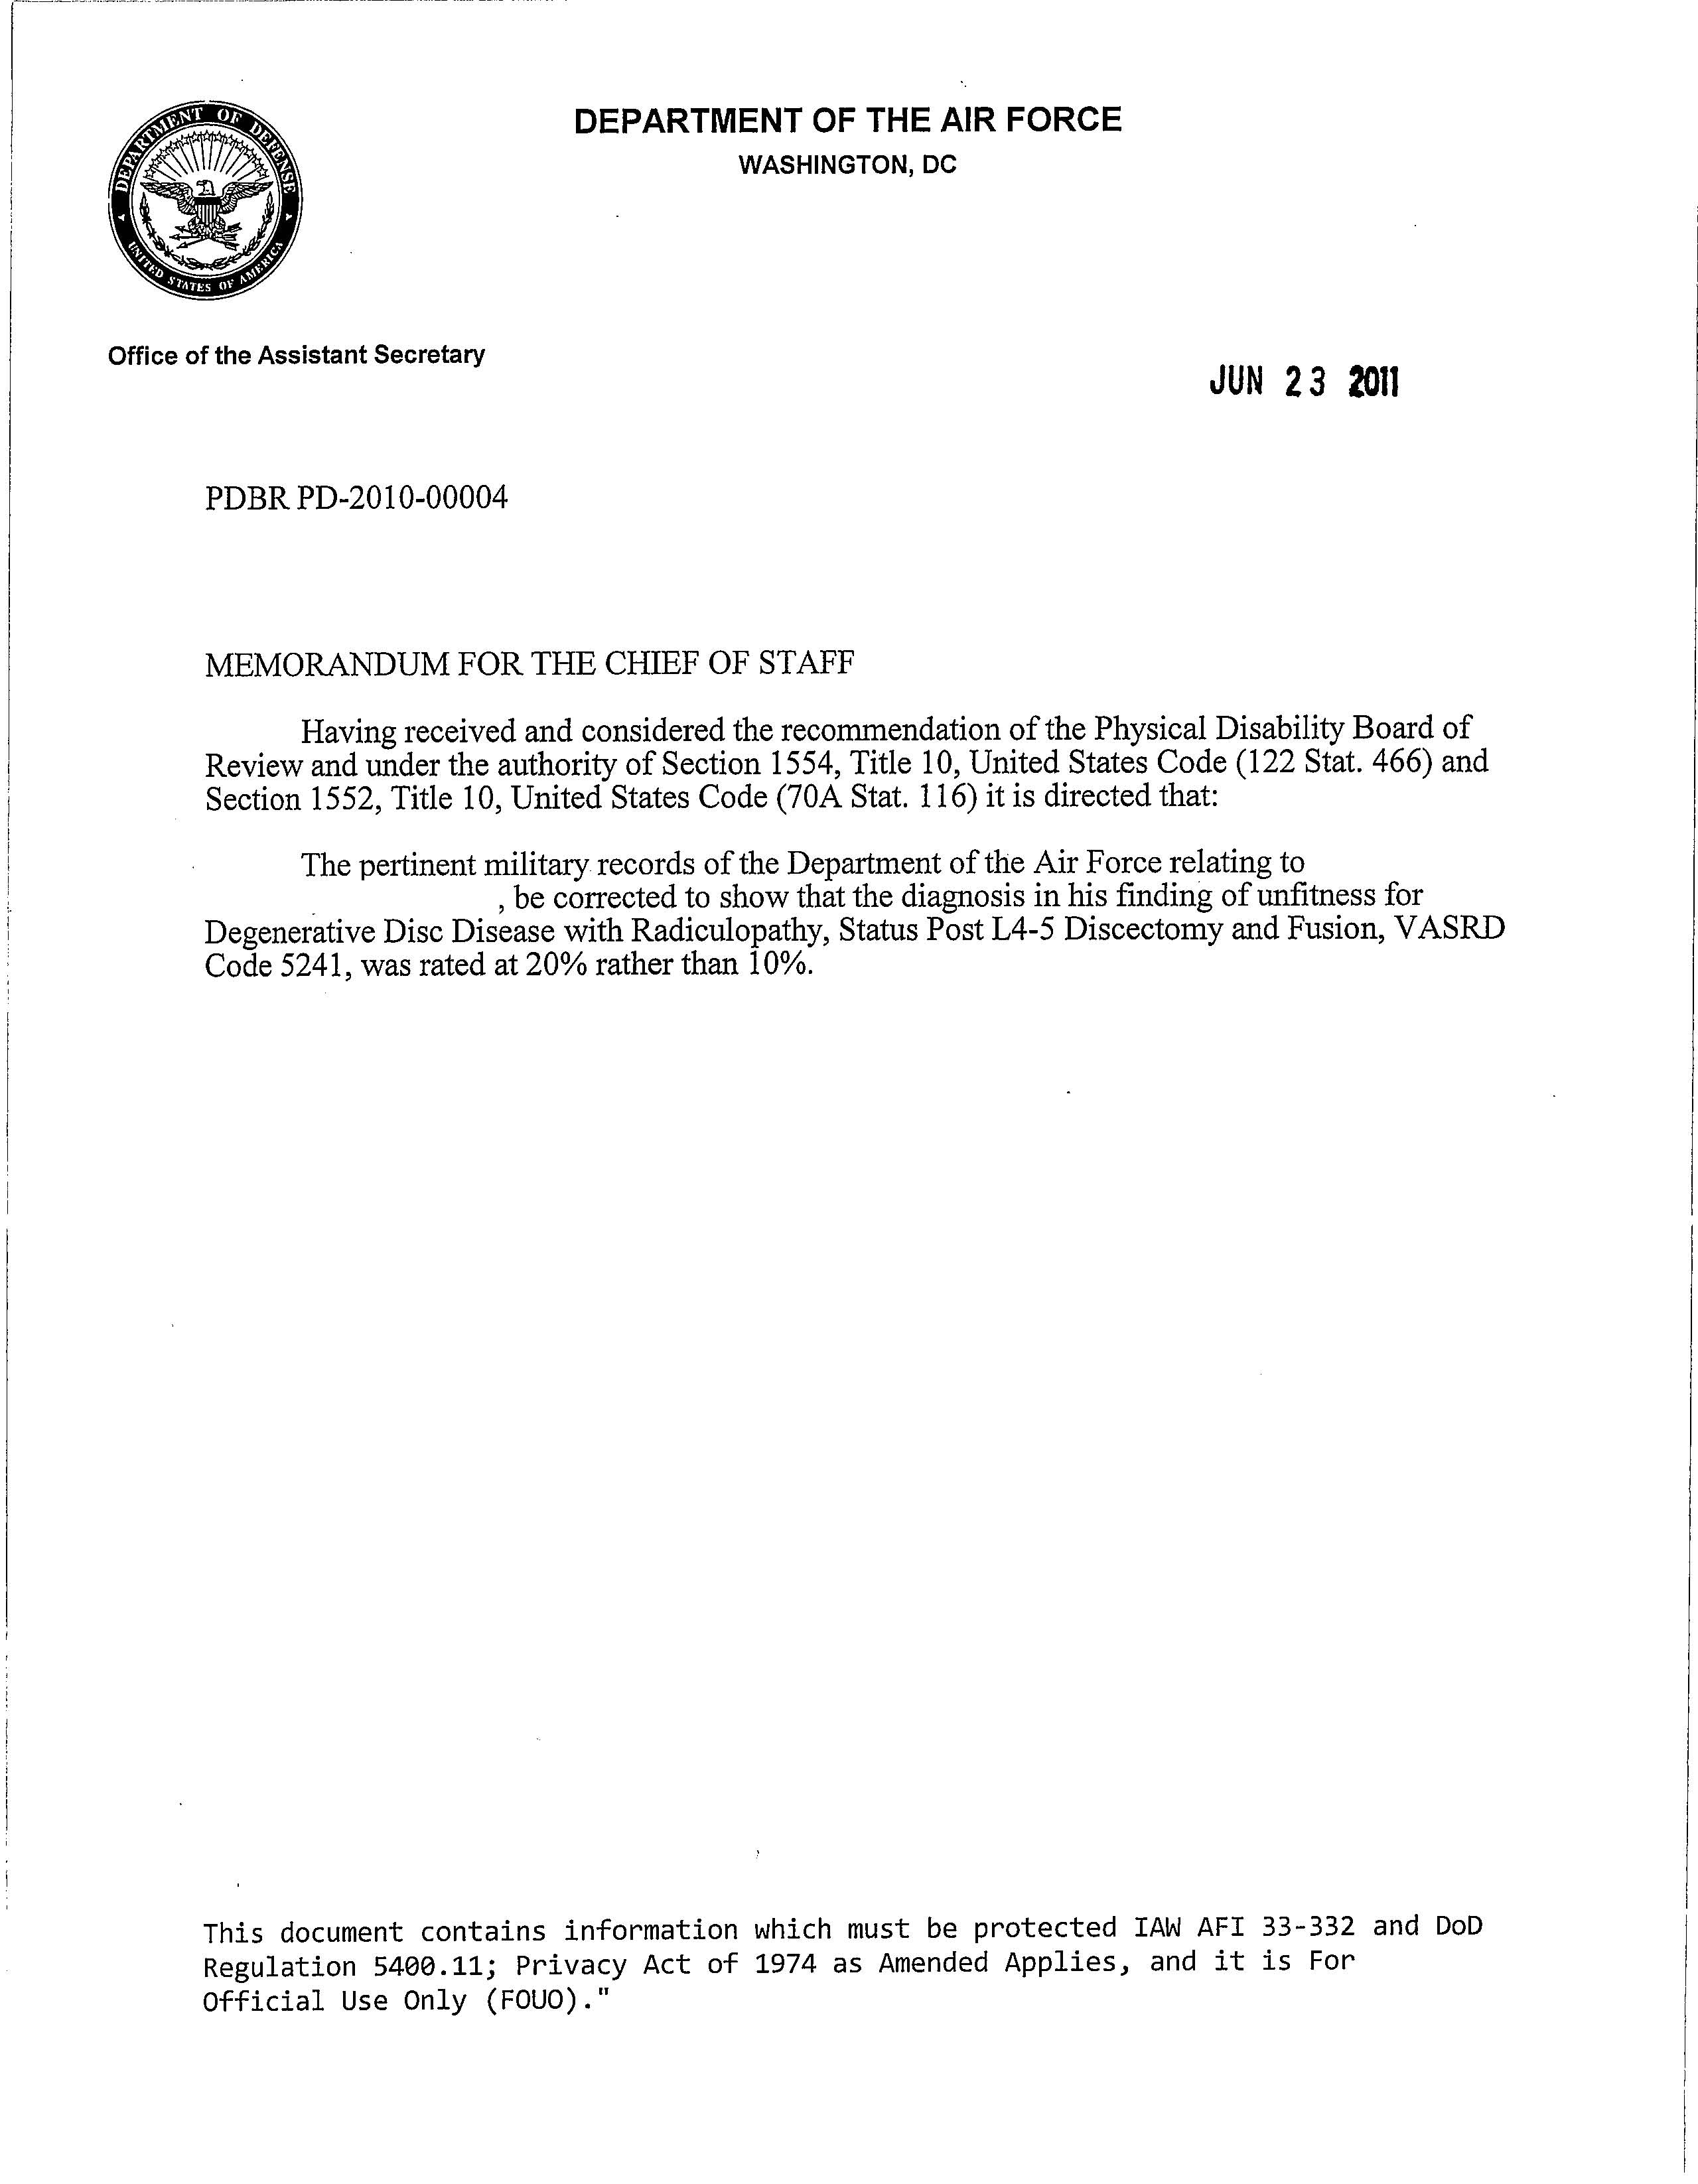 DEPARTMENT OF DEFENSE
UNITED STATES OF AMERICA
DEPARTMENT OF THE AIR FORCE
WASHINGTON, DC
Office of the Assistant Secretary
JUN 23 2011
PDBR PD-2010-00004
MEMORANDUM FOR THE CHIEF OF STAFF
Having received and considered the recommendation of the Physical Disability Board of
Review and under the authority of Section 1554, Title 10, United States Code (122 Stat. 466) and
Section 1552, Title 10, United States Code (70A Stat. 116) it is directed that:
The pertinent military records of the Department of the Air Force relating to
, be corrected to show that the diagnosis in his finding of unfitness for
Degenerative Disc Disease with Radiculopathy, Status Post L4-5 Discectomy and Fusion, VASRD
Code 5241, was rated at 20% rather than 10%.
This document contains information which must be protected IAW AFI 33-332 and DoD
Regulation 5400.11; Privacy Act of 1974 as Amended Applies, and it is For
Official Use Only (FOUO)."